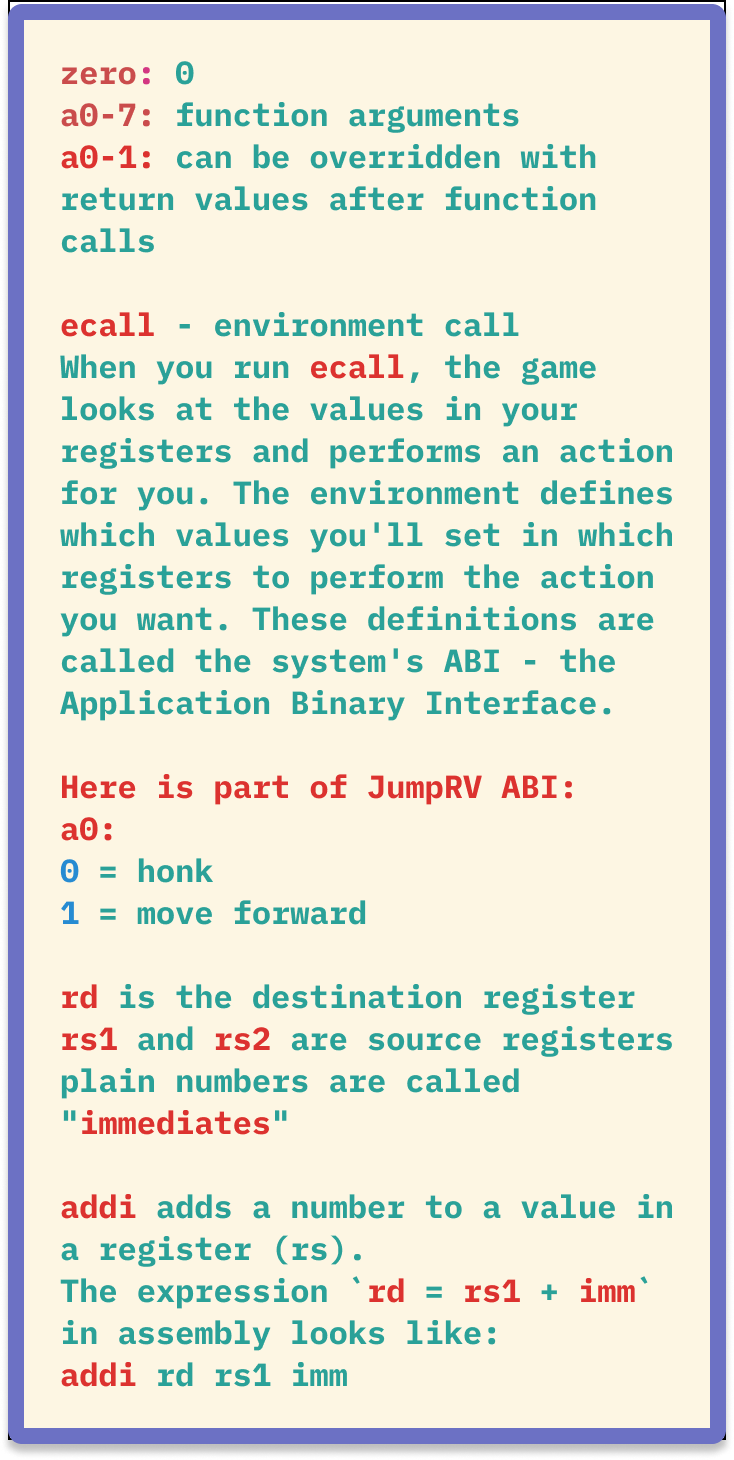 zero: 0
a0-7: function arguments
a0-1: can be overridden with
return values after function
calls
ecall - environment call
When you run ecall, the game
looks at the values in your
registers and performs an action
for you. The environment defines
which values you'll set in which
registers to perform the action
you want. These definitions are
called the system's ABI - the
Application Binary Interface.
Here is part of JumpRV ABI:
a0:
0 = honk
1 = move forward
rd is the destination register
rs1 and rs2 are source registers
plain numbers are called
"immediates"
addi adds a number to a value in
a register (rs).
The expression `rd = rs1 + imm`
in assembly looks like:
addi rd rs1 imm